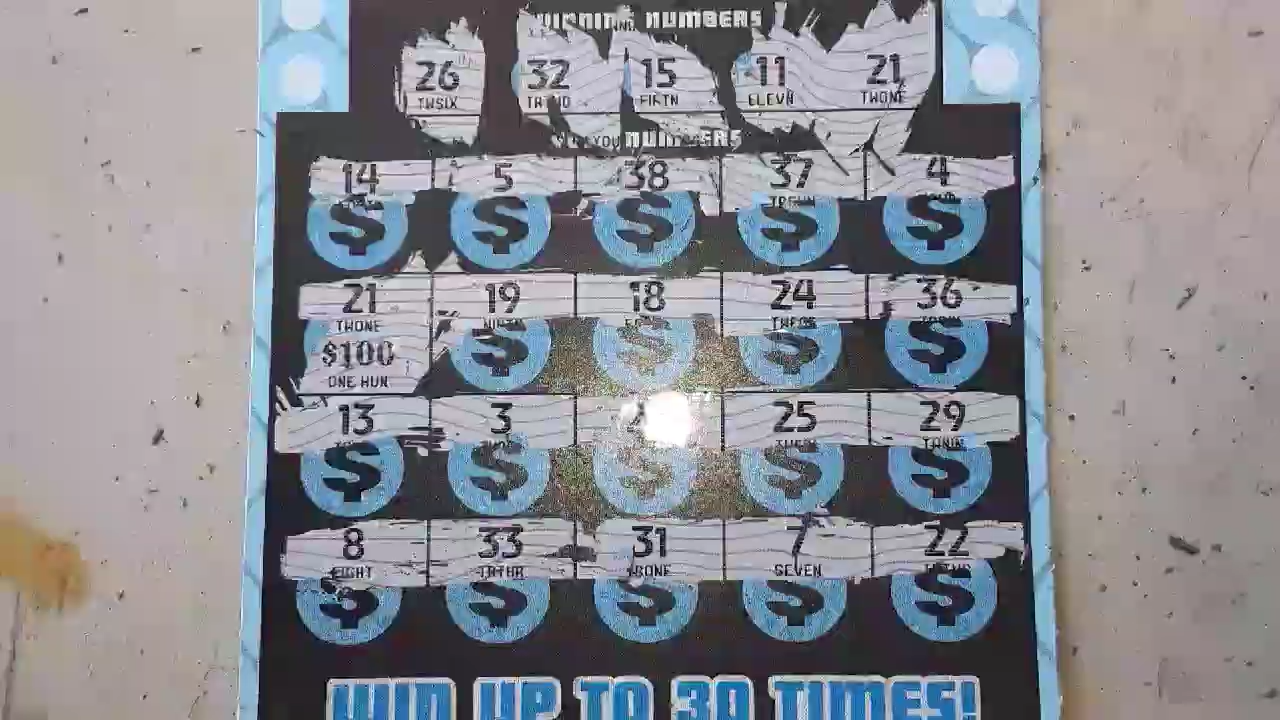 WINNING NUMBERS
26 32 15 11 21
TWSIX TRTWO FIFTN ELEVN TWONE
YOU NUMBERS
14 5 38 37 4
21 19 18 24 36
TWONE
$100
ONE HUN
13 3 25 29
8 33 31 7 22
EIGHT TRTHR SEVEN
WIN UP TO 30 TIMES!